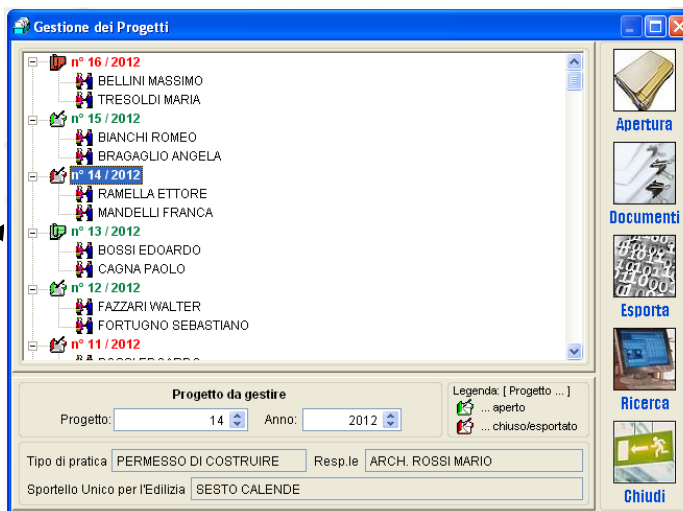 Gestione dei Progetti
n° 16 / 2012
BELLINI MASSIMO
TRESOLDI MARIA
n° 15 / 2012
BIANCHI ROMEO
BRAGAGLIO ANGELA
n° 14 / 2012
RAMELLA ETTORE
MANDELLI FRANCA
n° 13 / 2012
BOSSI EDOARDO
CAGNA PAOLO
n° 12 / 2012
FAZZARI WALTER
FORTUGNO SEBASTIANO
n° 11 / 2012
Apertura
Documenti
Esporta
Ricerca
Chiudi
Progetto da gestire
Progetto: 14 Anno: 2012
Legenda: [ Progetto ... ]
... aperto
... chiuso/esportato
Tipo di pratica PERMESSO DI COSTRUIRE Resp.le ARCH. ROSSI MARIO
Sportello Unico per l'Edilizia SESTO CALENDE